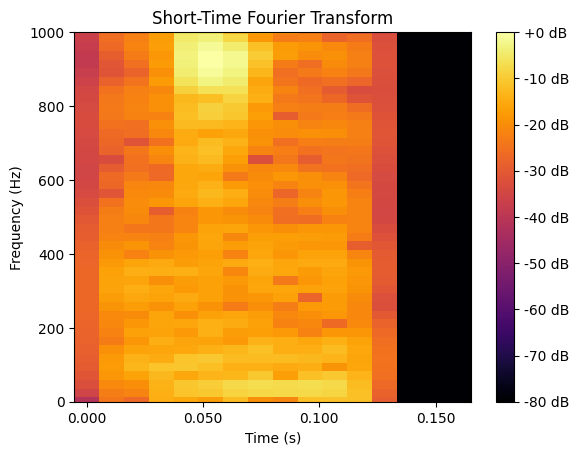 Short-Time Fourier Transform
Frequency (Hz)
1000
800
600
400
200
0
0.000 0.050 0.100 0.150
Time (s)
+0 dB
-10 dB
-20 dB
-30 dB
-40 dB
-50 dB
-60 dB
-70 dB
-80 dB